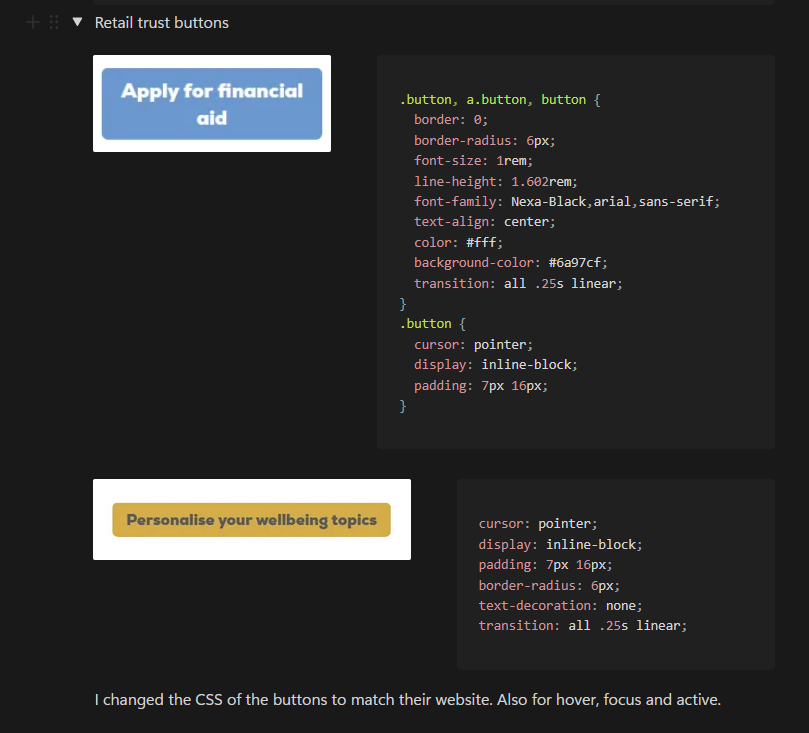 Retail trust buttons
Apply for financial
aid
.button, a.button, button {
border: 0;
border-radius: 6px;
font-size: 1rem;
line-height: 1.602rem;
font-family: Nexa-Black,arial,sans-serif;
text-align: center;
color: #fff;
background-color: #6a97cf;
transition: all .25s linear;
}
.button {
cursor: pointer;
display: inline-block;
padding: 7px 16px;
}
Personalise your wellbeing topics
cursor: pointer;
display: inline-block;
padding: 7px 16px;
border-radius: 6px;
text-decoration: none;
transition: all .25s linear;
I changed the CSS of the buttons to match their website. Also for hover, focus and active.